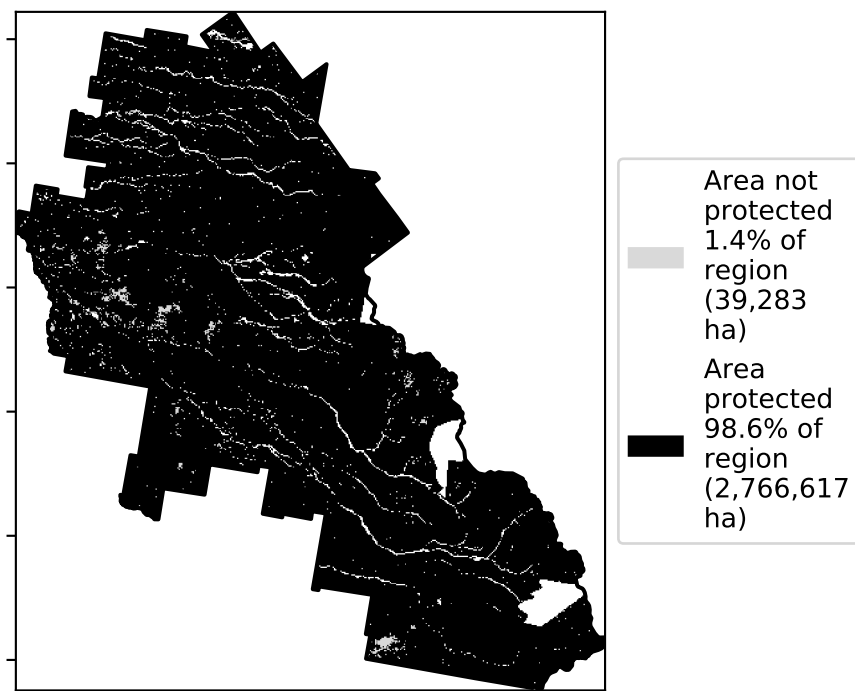 Area not
protected
1.4% of
region
(39,283
ha)
Area
protected
98.6% of
region
(2,766,617
ha)